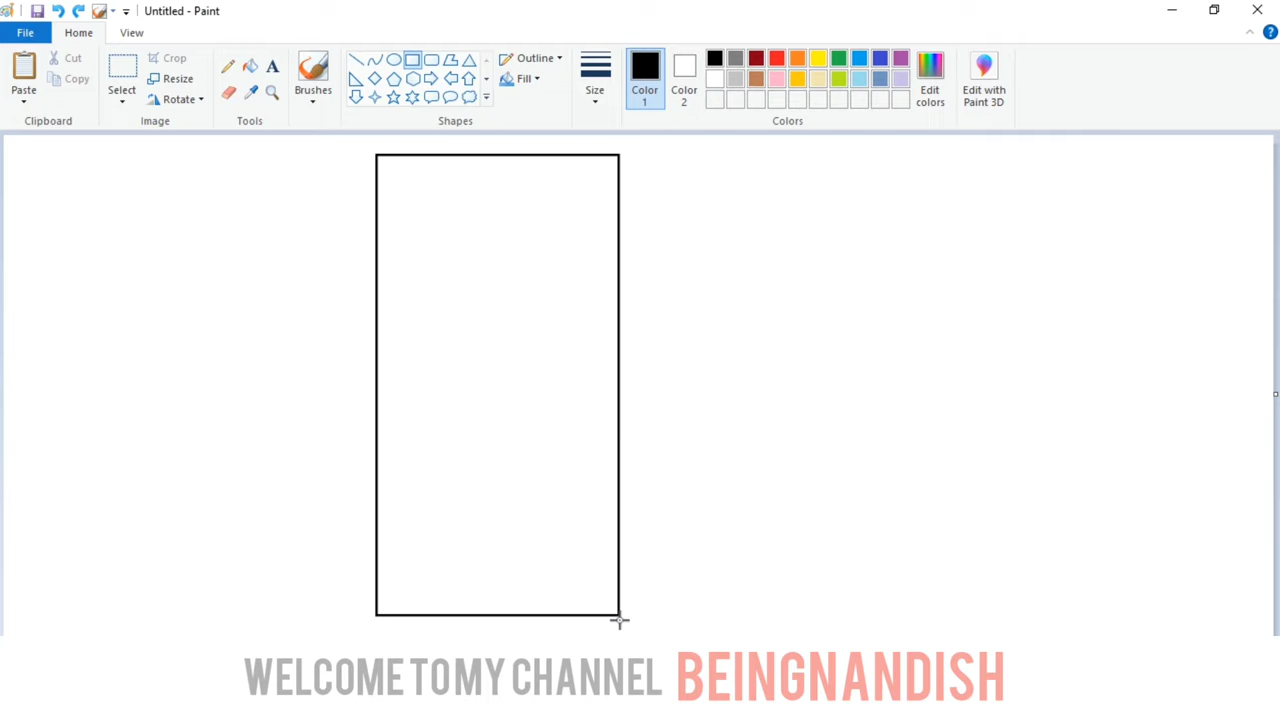 Untitled - Paint
File Home View
Paste
Cut
Copy
Clipboard
Select
Crop
Resize
Rotate
Image
A
Tools
Brushes
Outline
Fill
Shapes
Size
Color 1
Color 2
Edit colors
Colors
Edit with Paint 3D
?
WELCOME TO MY CHANNEL BEINGNANDISH